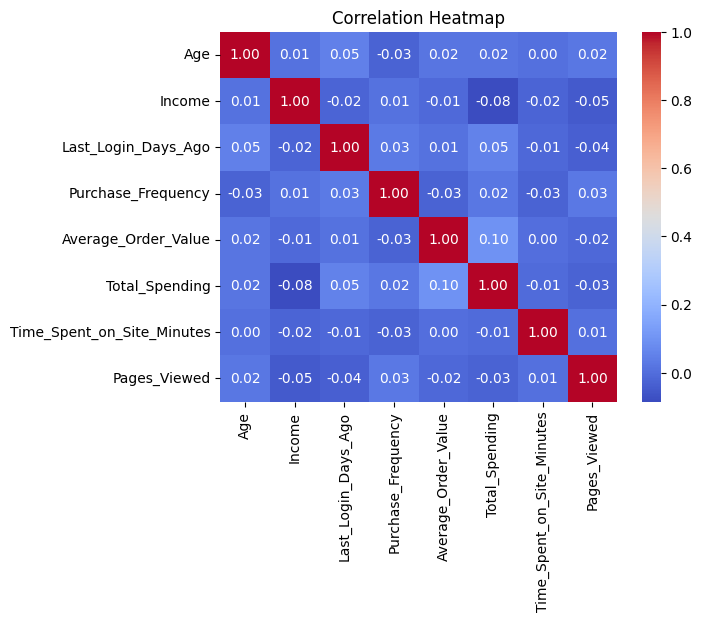 Correlation Heatmap
Age 1.00 0.01 0.05 -0.03 0.02 0.02 0.00 0.02
Income 0.01 1.00 -0.02 0.01 -0.01 -0.08 -0.02 -0.05
Last_Login_Days_Ago 0.05 -0.02 1.00 0.03 0.01 0.05 -0.01 -0.04
Purchase_Frequency -0.03 0.01 0.03 1.00 -0.03 0.02 -0.03 0.03
Average_Order_Value 0.02 -0.01 0.01 -0.03 1.00 0.10 0.00 -0.02
Total_Spending 0.02 -0.08 0.05 0.02 0.10 1.00 -0.01 -0.03
Time_Spent_on_Site_Minutes 0.00 -0.02 -0.01 -0.03 0.00 -0.01 1.00 0.01
Pages_Viewed 0.02 -0.05 -0.04 0.03 -0.02 -0.03 0.01 1.00
Age
Income
Last_Login_Days_Ago
Purchase_Frequency
Average_Order_Value
Total_Spending
Time_Spent_on_Site_Minutes
Pages_Viewed
1.0
0.8
0.6
0.4
0.2
0.0